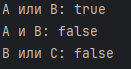 А или В: true
А и В: false
В или С: false